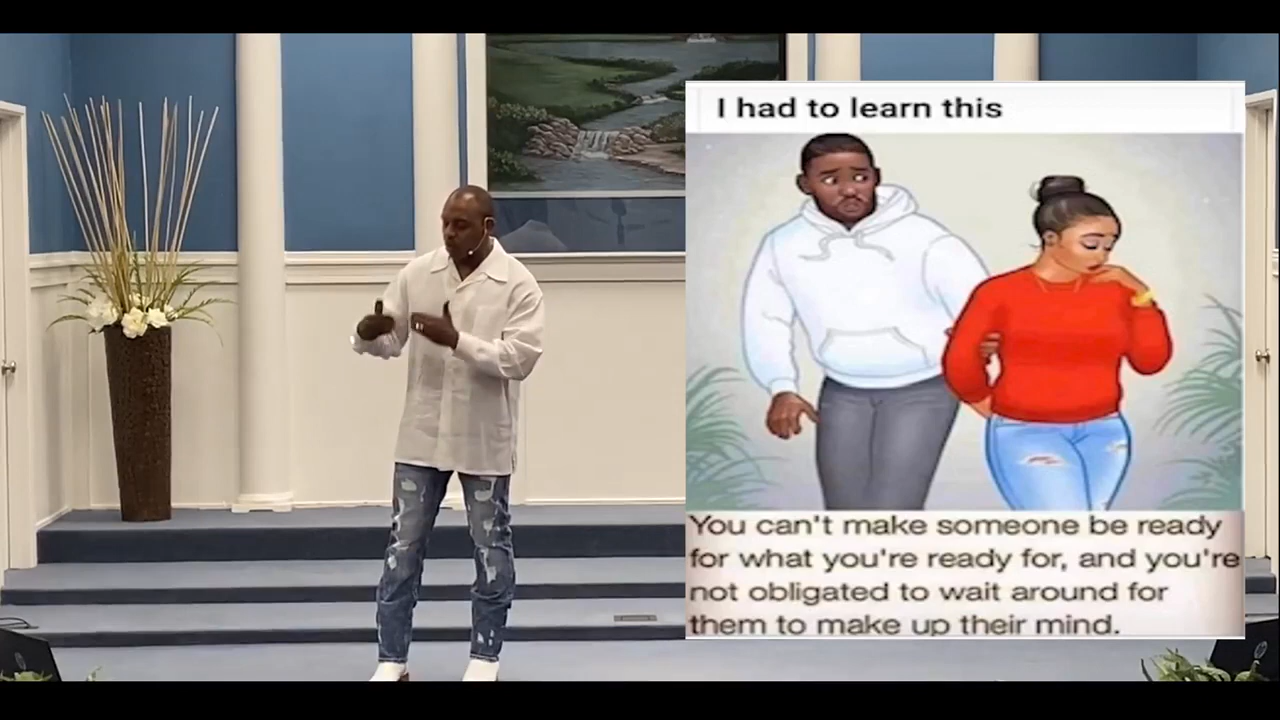 I had to learn this
You can't make someone be ready
for what you're ready for, and you're
not obligated to wait around for
them to make up their mind.